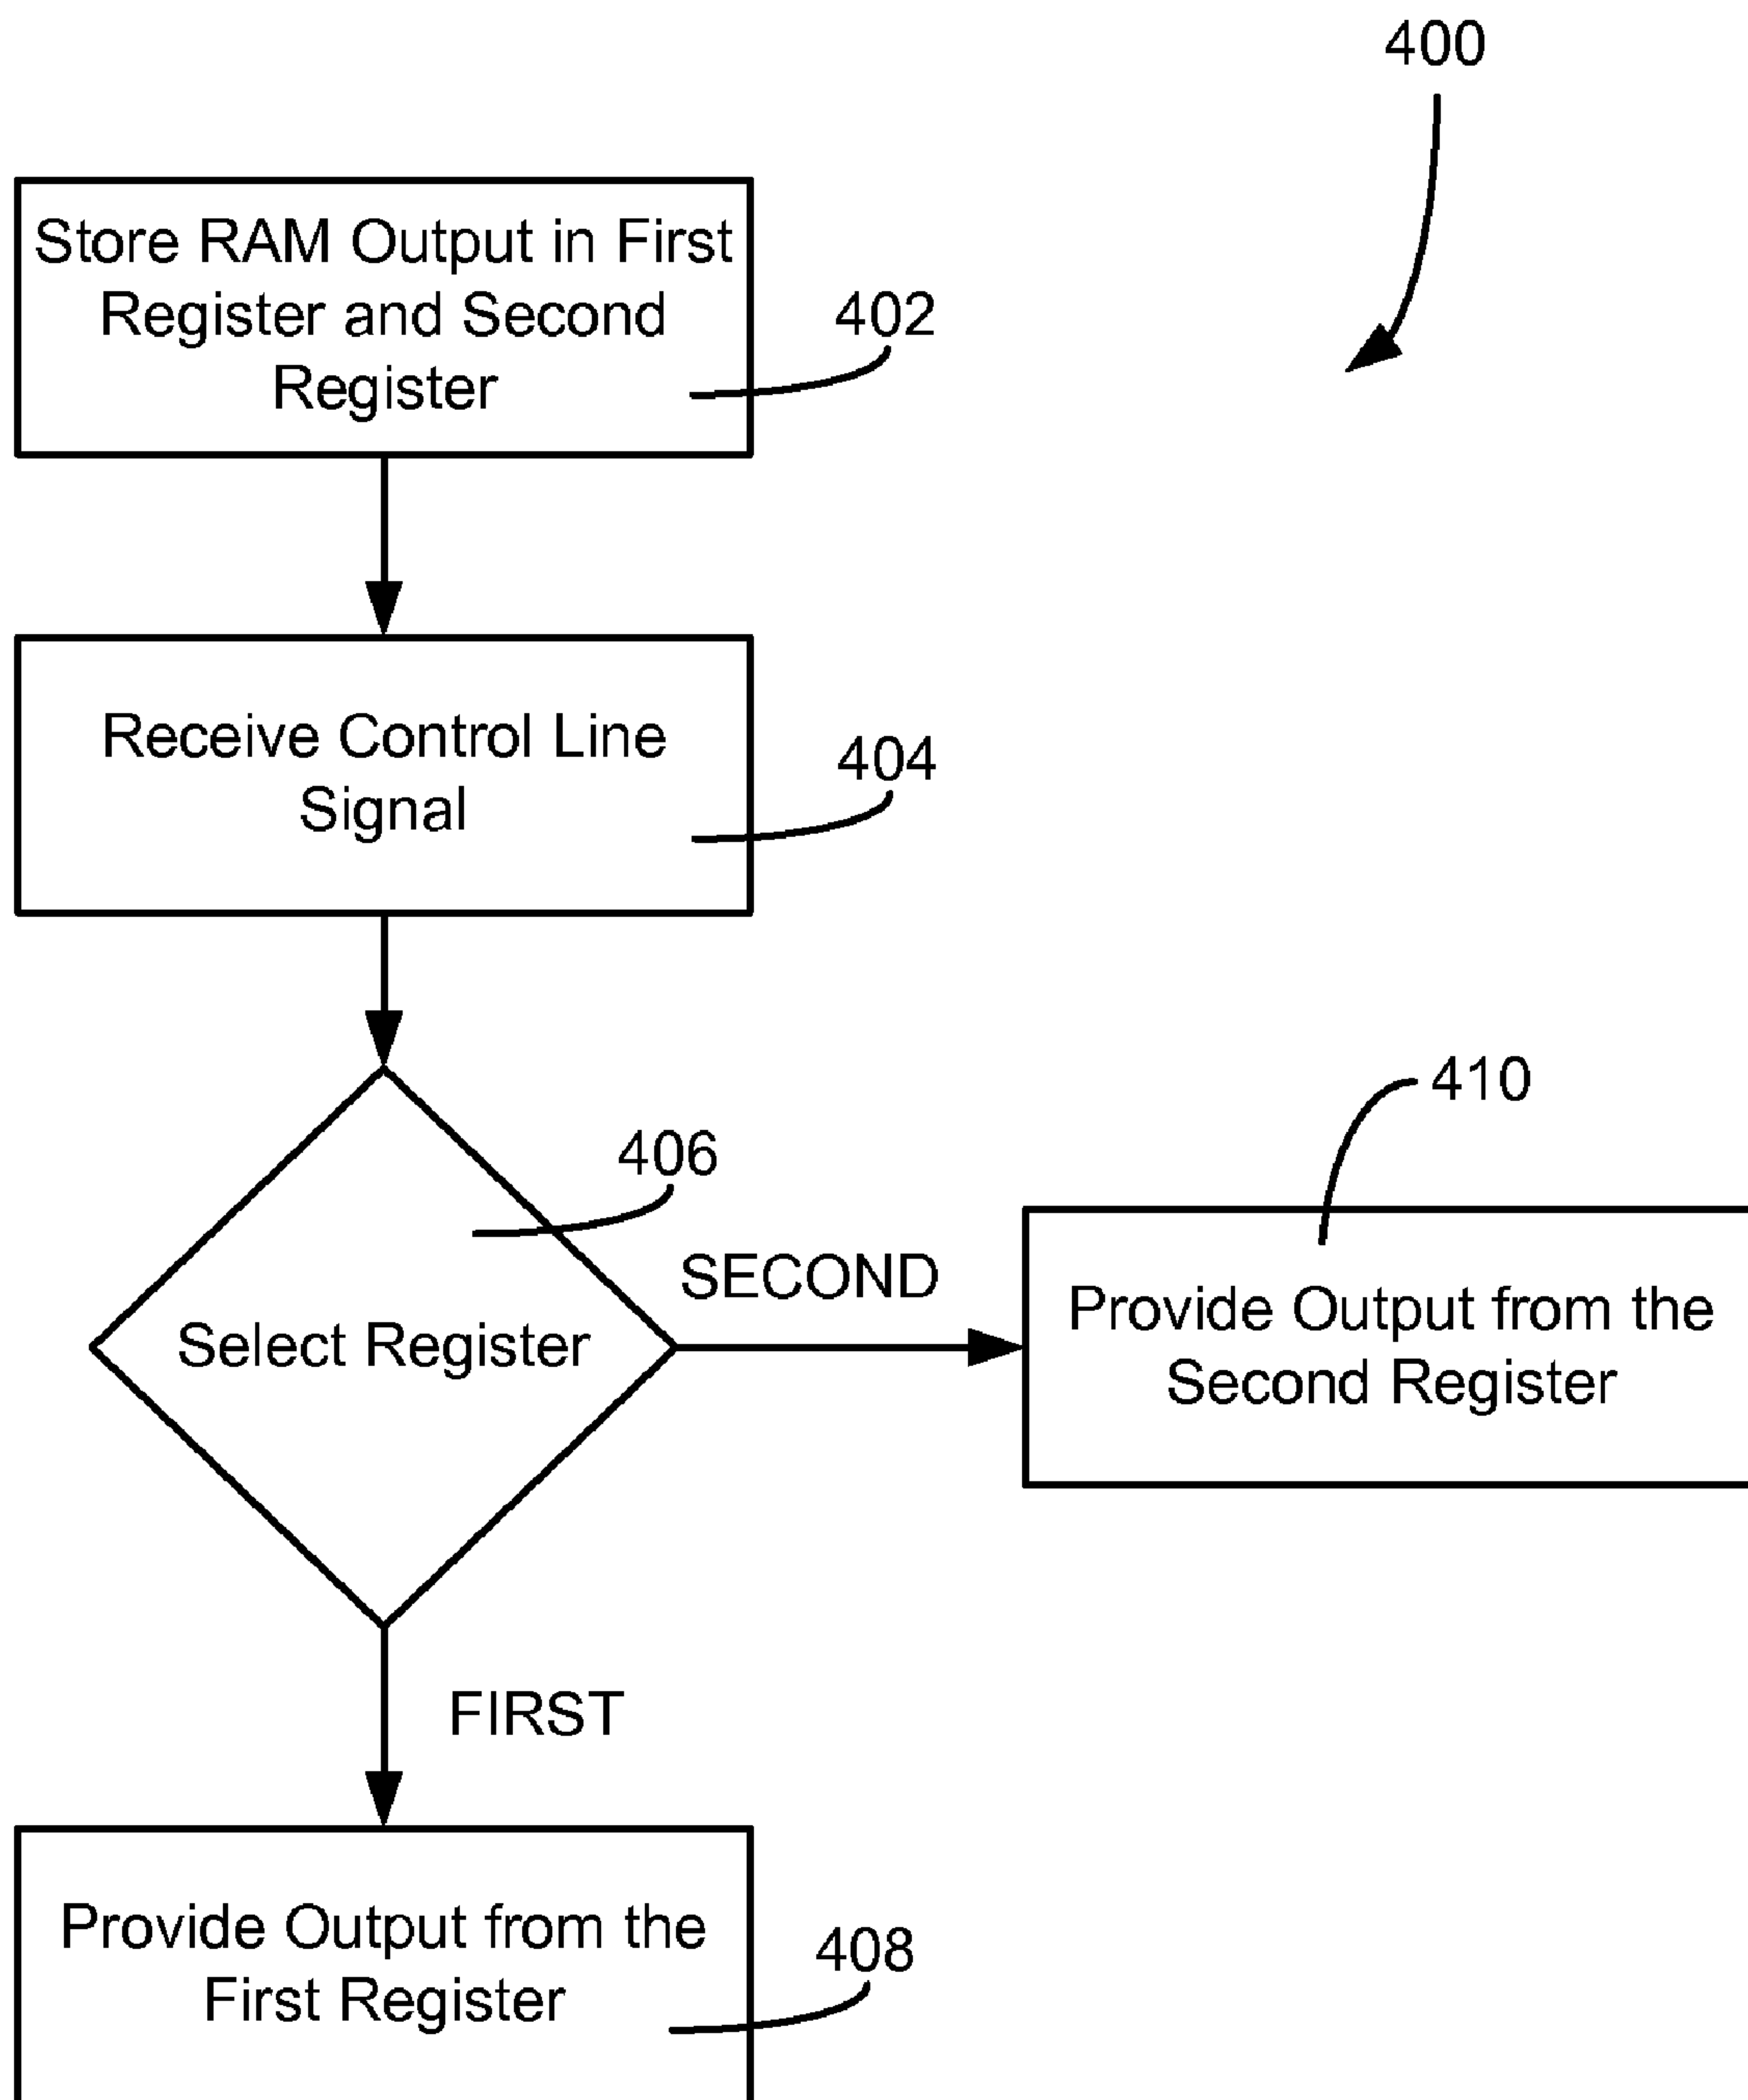 400
Store RAM Output in First
Register and Second
Register
402
Receive Control Line
Signal
404
406
Select Register
SECOND
410
Provide Output from the
Second Register
FIRST
Provide Output from the
First Register
408